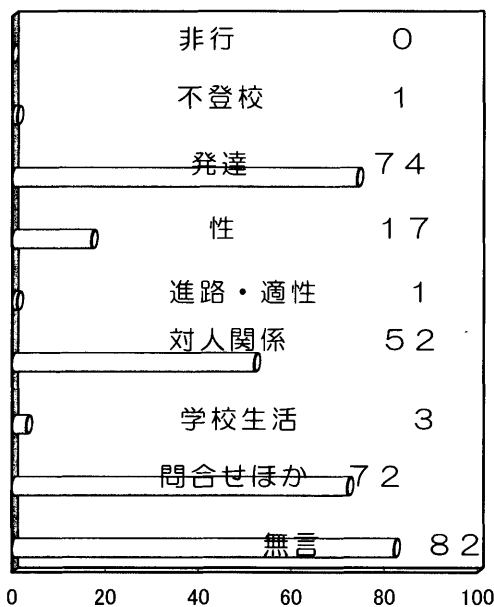 非行 0
不登校 1
発達 74
性 17
進路・適性 1
対人関係 52
学校生活 3
問合せほか 72
無言 82
0 20 40 60 80 100